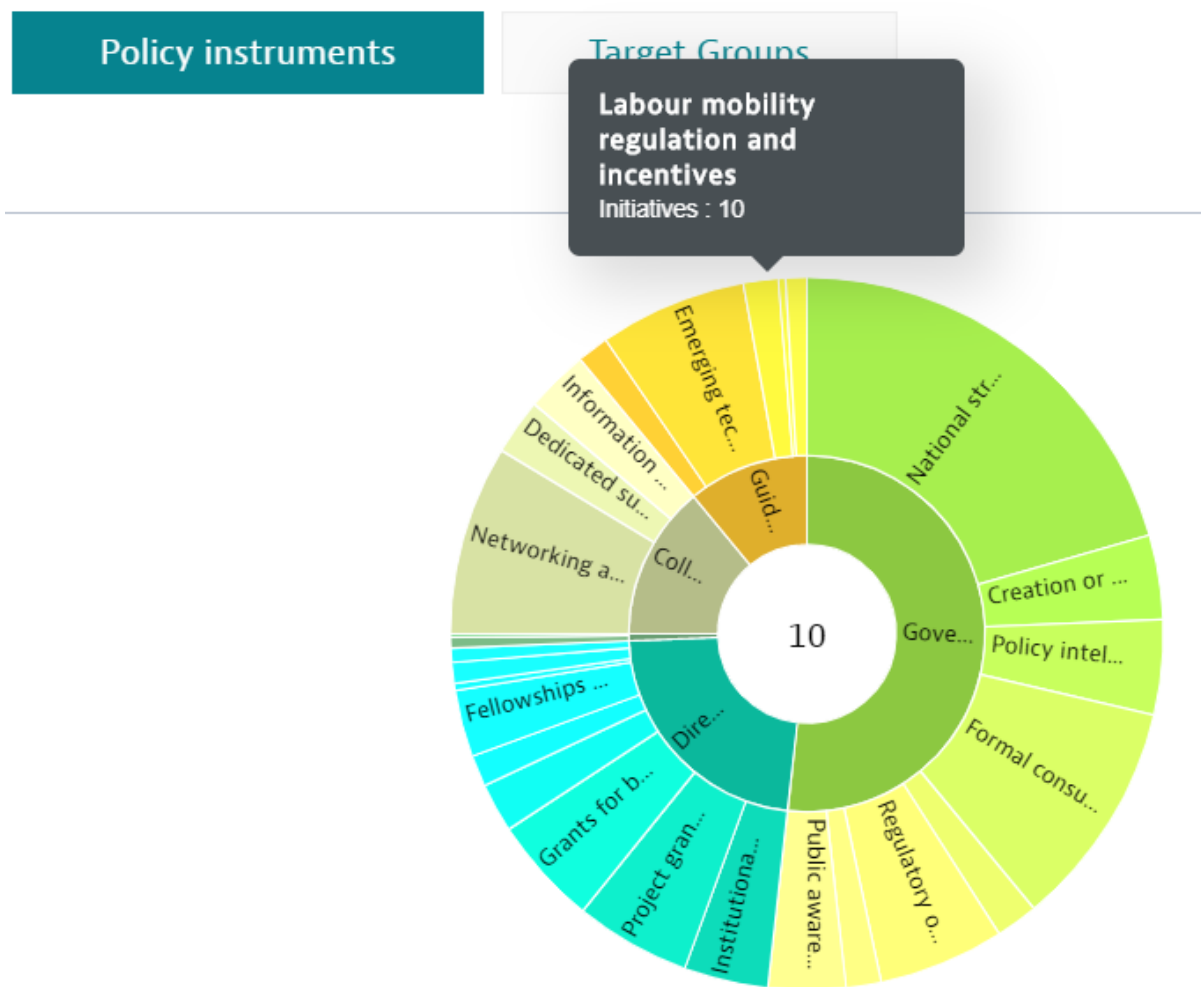 Policy instruments
Target Groups
Labour mobility
regulation and
incentives
Initiatives : 10
Emerging tec...
Information ...
Dedicated su...
Networking a...
National str...
Creation or ...
Policy intel...
Formal consu...
Regulatory o...
Public aware...
Institutiona...
Project gran...
Grants for b...
Fellowships ...
Guid...
Coll...
Gove...
Dire...
10